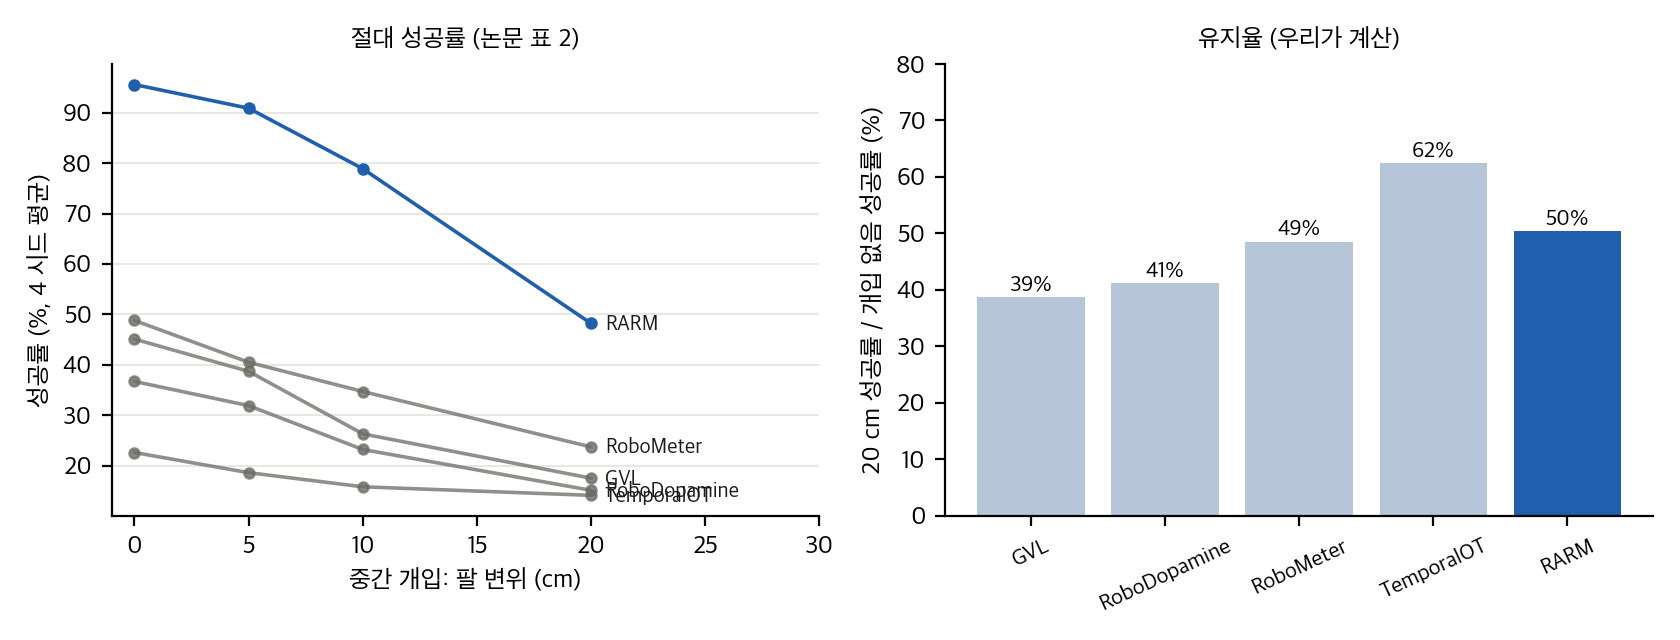 절대 성공률 (논문 표 2)
성공률 (%, 4 시드 평균)
90
80
70
60
50
40
30
20
RARM
RoboMeter
GVL
RoboDopamine
TemporalOT
0
5
10
15
20
25
30
중간 개입: 팔 변위 (cm)
유지율 (우리가 계산)
20 cm 성공률 / 개입 없음 성공률 (%)
80
70
60
50
40
30
20
10
0
39%
41%
49%
62%
50%
GVL
RoboDopamine
RoboMeter
TemporalOT
RARM